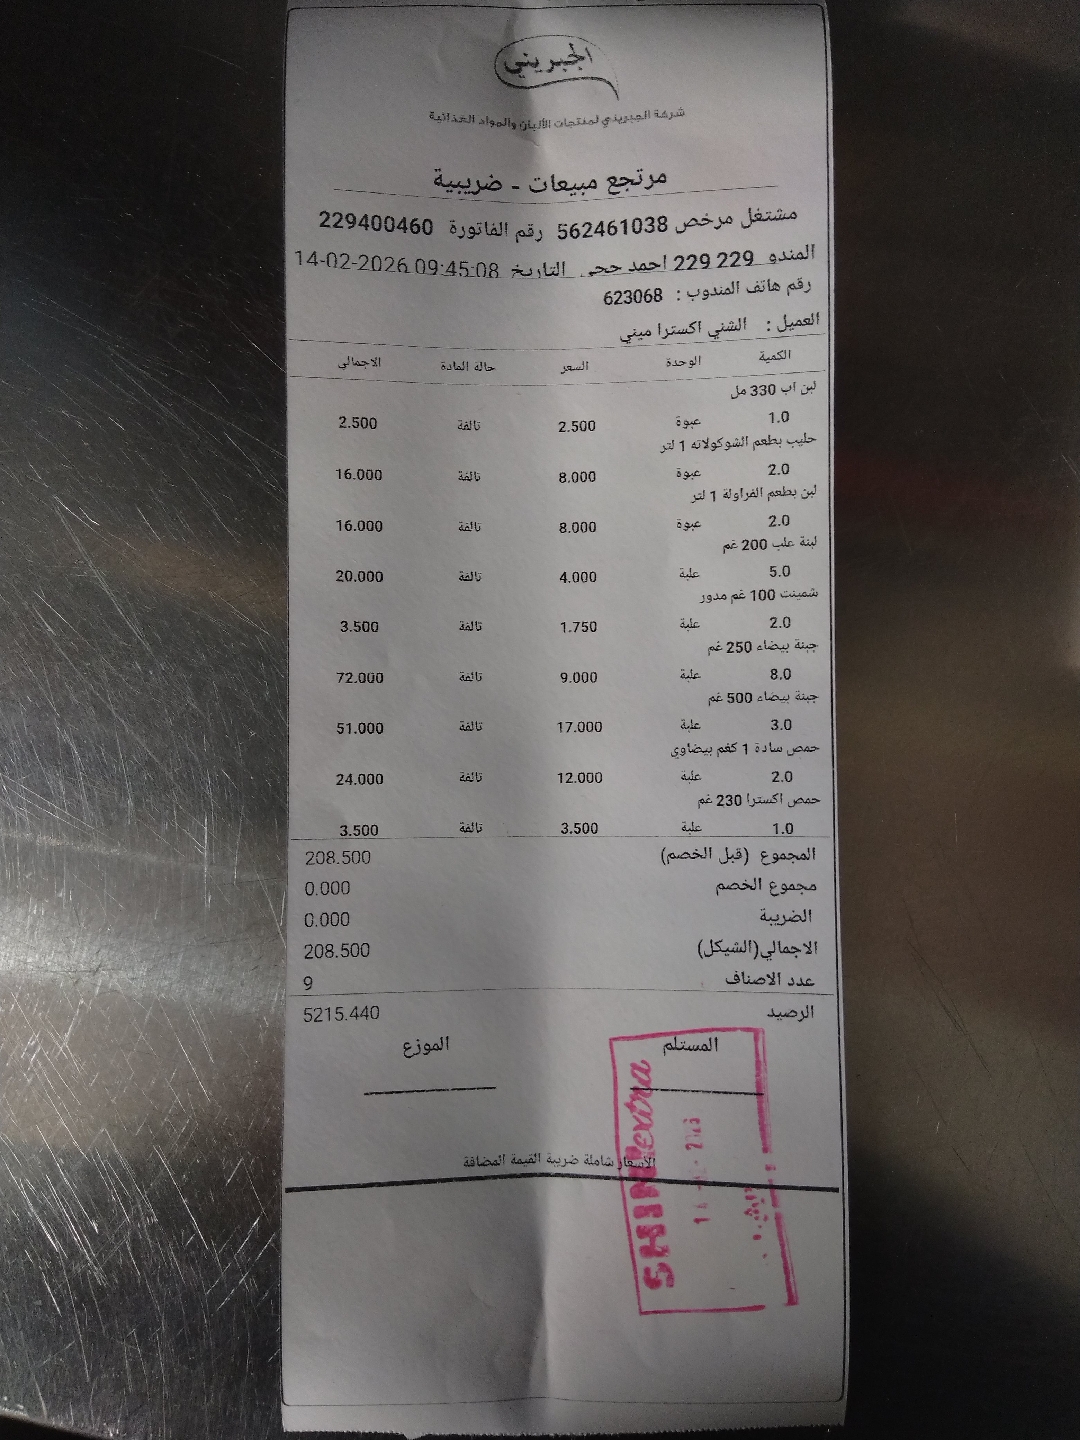 الجبريني
شركة الجبريني لمنتجات الألبان والمواد الغذائية
مرتجع مبيعات - ضريبية
مشتغل مرخص 562461038 رقم الفاتورة 229400460
المندو 229 229 احمد حجي التاريخ 14-02-2026 09:45:08
رقم هاتف المندوب : 623068
العميل : الشني اكسترا ميني
الكمية الوحدة السعر حالة المادة الاجمالي
لبن اب 330 مل
1.0 عبوة 2.500 تالفة 2.500
حليب بطعم الشوكولاته 1 لتر
2.0 عبوة 8.000 تالفة 16.000
لبن بطعم الفراولة 1 لتر
2.0 عبوة 8.000 تالفة 16.000
لبنة علب 200 غم
5.0 علبة 4.000 تالفة 20.000
شمينت 100 غم مدور
2.0 علبة 1.750 تالفة 3.500
جبنة بيضاء 250 غم
8.0 علبة 9.000 تالفة 72.000
جبنة بيضاء 500 غم
3.0 علبة 17.000 تالفة 51.000
حمص سادة 1 كغم بيضاوي
2.0 علبة 12.000 تالفة 24.000
حمص اكسترا 230 غم
1.0 علبة 3.500 تالفة 3.500
المجموع (قبل الخصم) 208.500
مجموع الخصم 0.000
الضريبة 0.000
الاجمالي(الشيكل) 208.500
عدد الاصناف 9
الرصيد 5215.440
المستلم الموزع
الأسعار شاملة ضريبة القيمة المضافة
extra